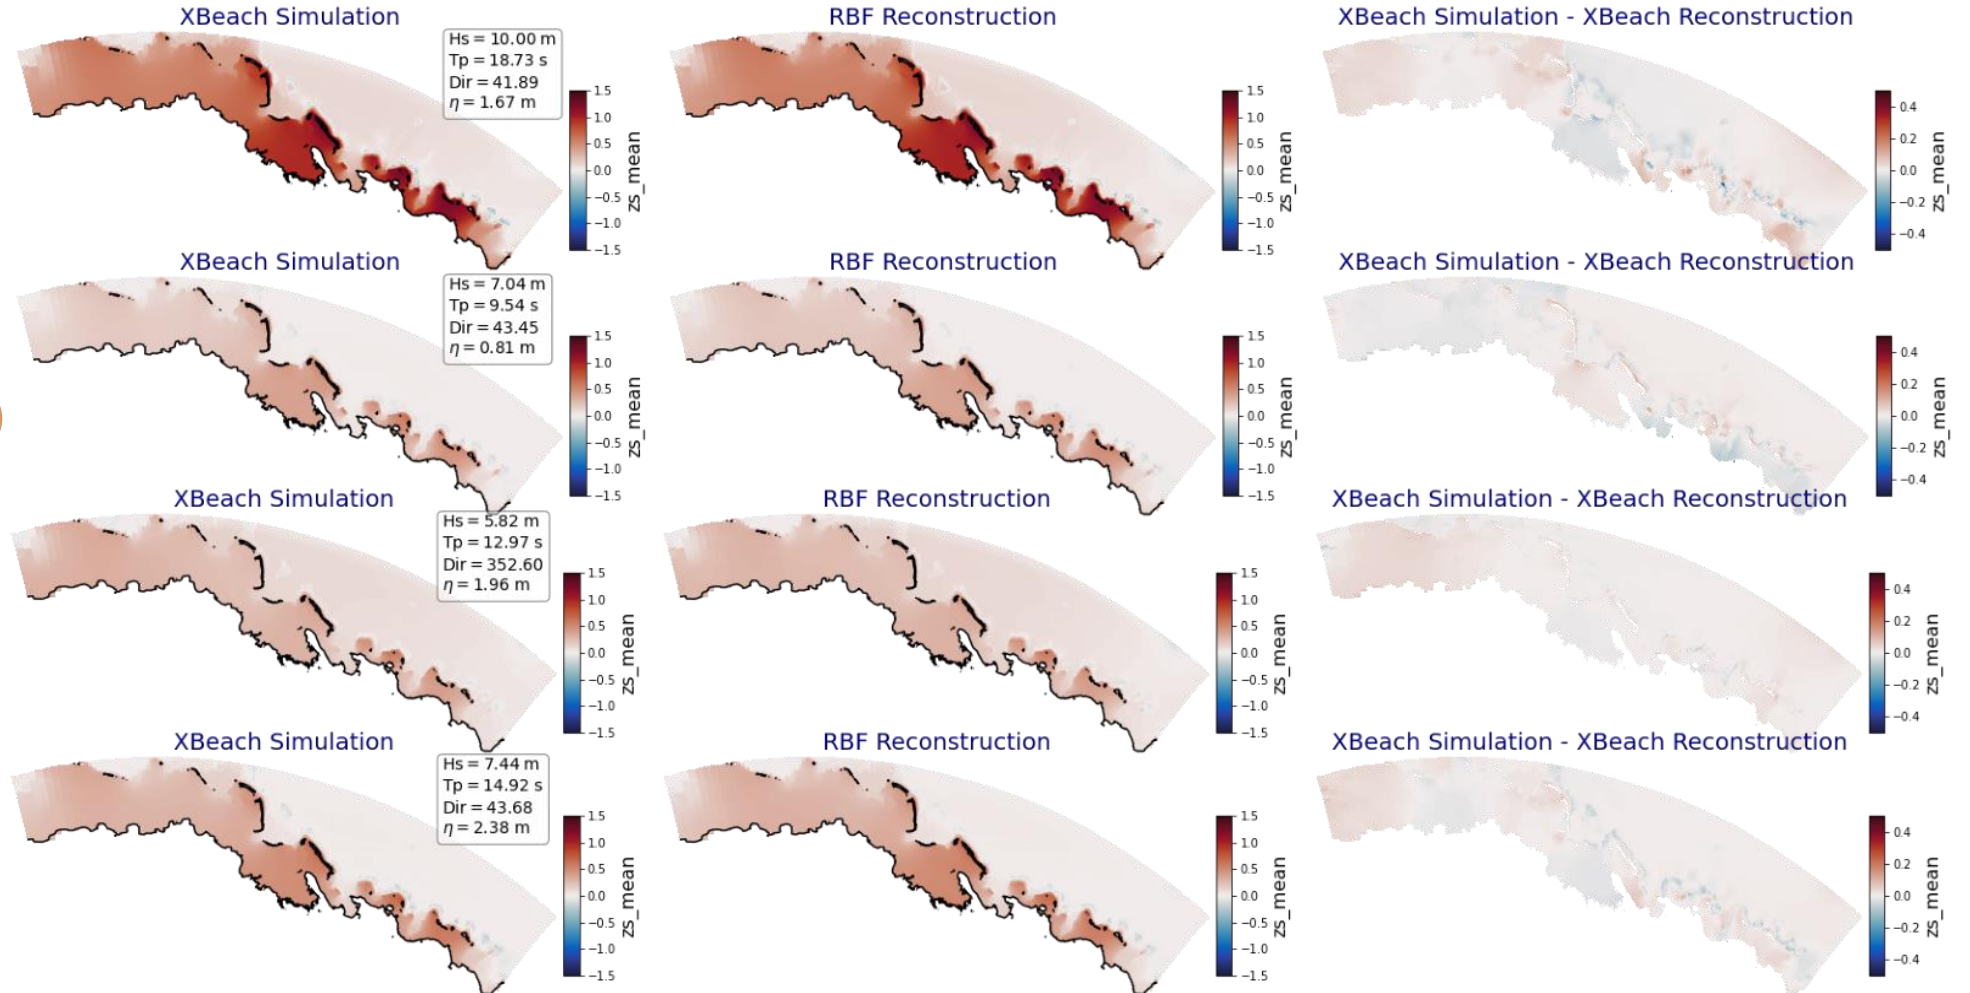 XBeach Simulation
RBF Reconstruction
XBeach Simulation - XBeach Reconstruction
Hs = 10.00 m
Tp = 18.73 s
Dir = 41.89
η = 1.67 m
1.5
1.0
0.5
0.0
−0.5
−1.0
−1.5
zs_mean
1.5
1.0
0.5
0.0
−0.5
−1.0
−1.5
zs_mean
0.4
0.2
0.0
−0.2
−0.4
zs_mean
XBeach Simulation
RBF Reconstruction
XBeach Simulation - XBeach Reconstruction
Hs = 7.04 m
Tp = 9.54 s
Dir = 43.45
η = 0.81 m
1.5
1.0
0.5
0.0
−0.5
−1.0
−1.5
zs_mean
1.5
1.0
0.5
0.0
−0.5
−1.0
−1.5
zs_mean
0.4
0.2
0.0
−0.2
−0.4
zs_mean
XBeach Simulation
RBF Reconstruction
XBeach Simulation - XBeach Reconstruction
Hs = 5.82 m
Tp = 12.97 s
Dir = 352.60
η = 1.96 m
1.5
1.0
0.5
0.0
−0.5
−1.0
−1.5
zs_mean
1.5
1.0
0.5
0.0
−0.5
−1.0
−1.5
zs_mean
0.4
0.2
0.0
−0.2
−0.4
zs_mean
XBeach Simulation
RBF Reconstruction
XBeach Simulation - XBeach Reconstruction
Hs = 7.44 m
Tp = 14.92 s
Dir = 43.68
η = 2.38 m
1.5
1.0
0.5
0.0
−0.5
−1.0
−1.5
zs_mean
1.5
1.0
0.5
0.0
−0.5
−1.0
−1.5
zs_mean
0.4
0.2
0.0
−0.2
−0.4
zs_mean